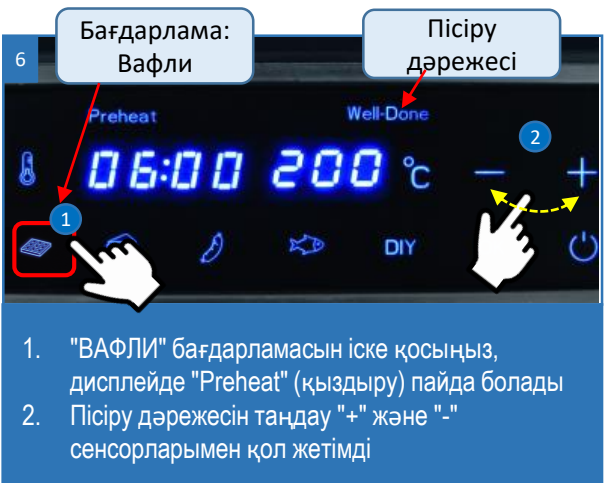 6
Бағдарлама:
Вафли
Пісіру
дәрежесі
Preheat
Well-Done
06:00 200 °C
2
− +
1
DIY
1. "ВАФЛИ" бағдарламасын іске қосыңыз,
дисплейде "Preheat" (қыздыру) пайда болады
2. Пісіру дәрежесін таңдау "+" және "-"
сенсорларымен қол жетімді